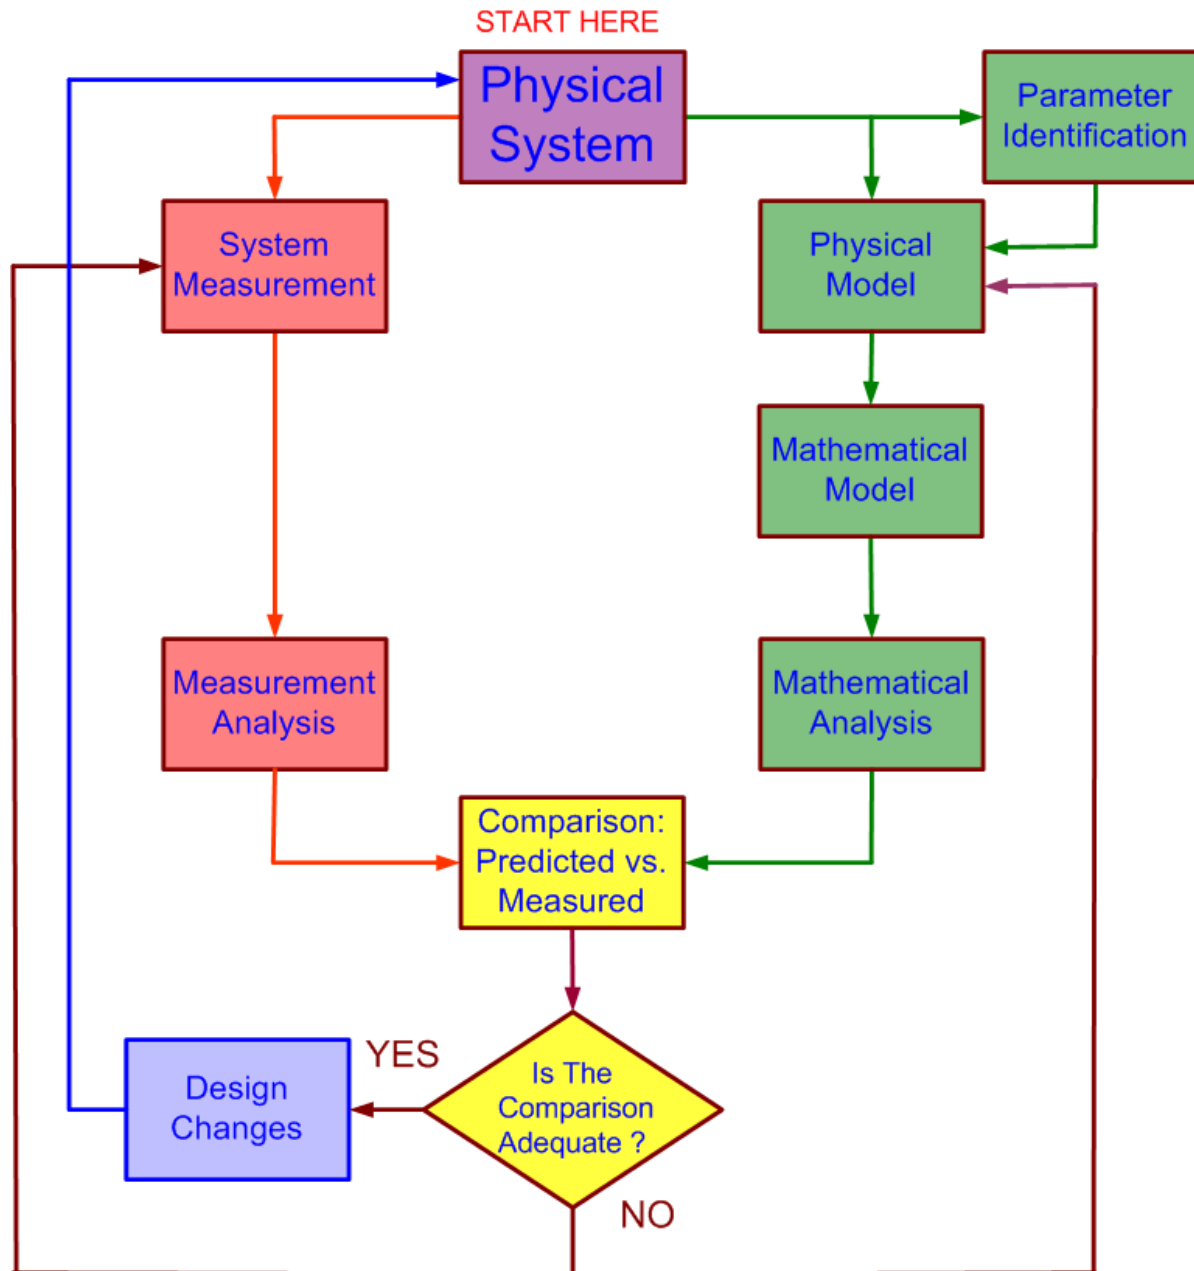 START HERE
Physical
System
Parameter
Identification
System
Measurement
Physical
Model
Mathematical
Model
Measurement
Analysis
Mathematical
Analysis
Comparison:
Predicted vs.
Measured
YES
Is The
Comparison
Adequate ?
Design
Changes
NO